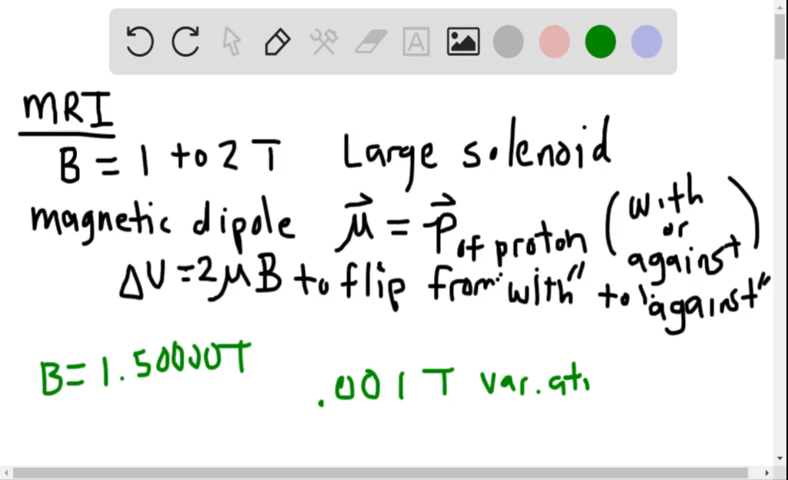 MRI
B = 1 to 2 T Large solenoid
magnetic dipole μ⃗ = P⃗ of proton (with or against)
ΔU = 2μB to flip from "with" to "against"
B = 1.50000T .001 T var.ati